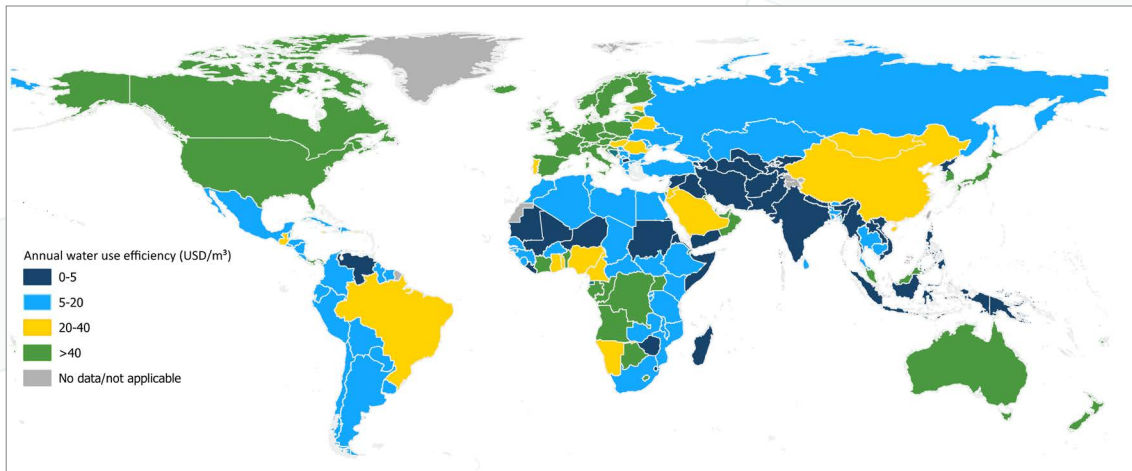 Annual water use efficiency (USD/m³)
0-5
5-20
20-40
>40
No data/not applicable